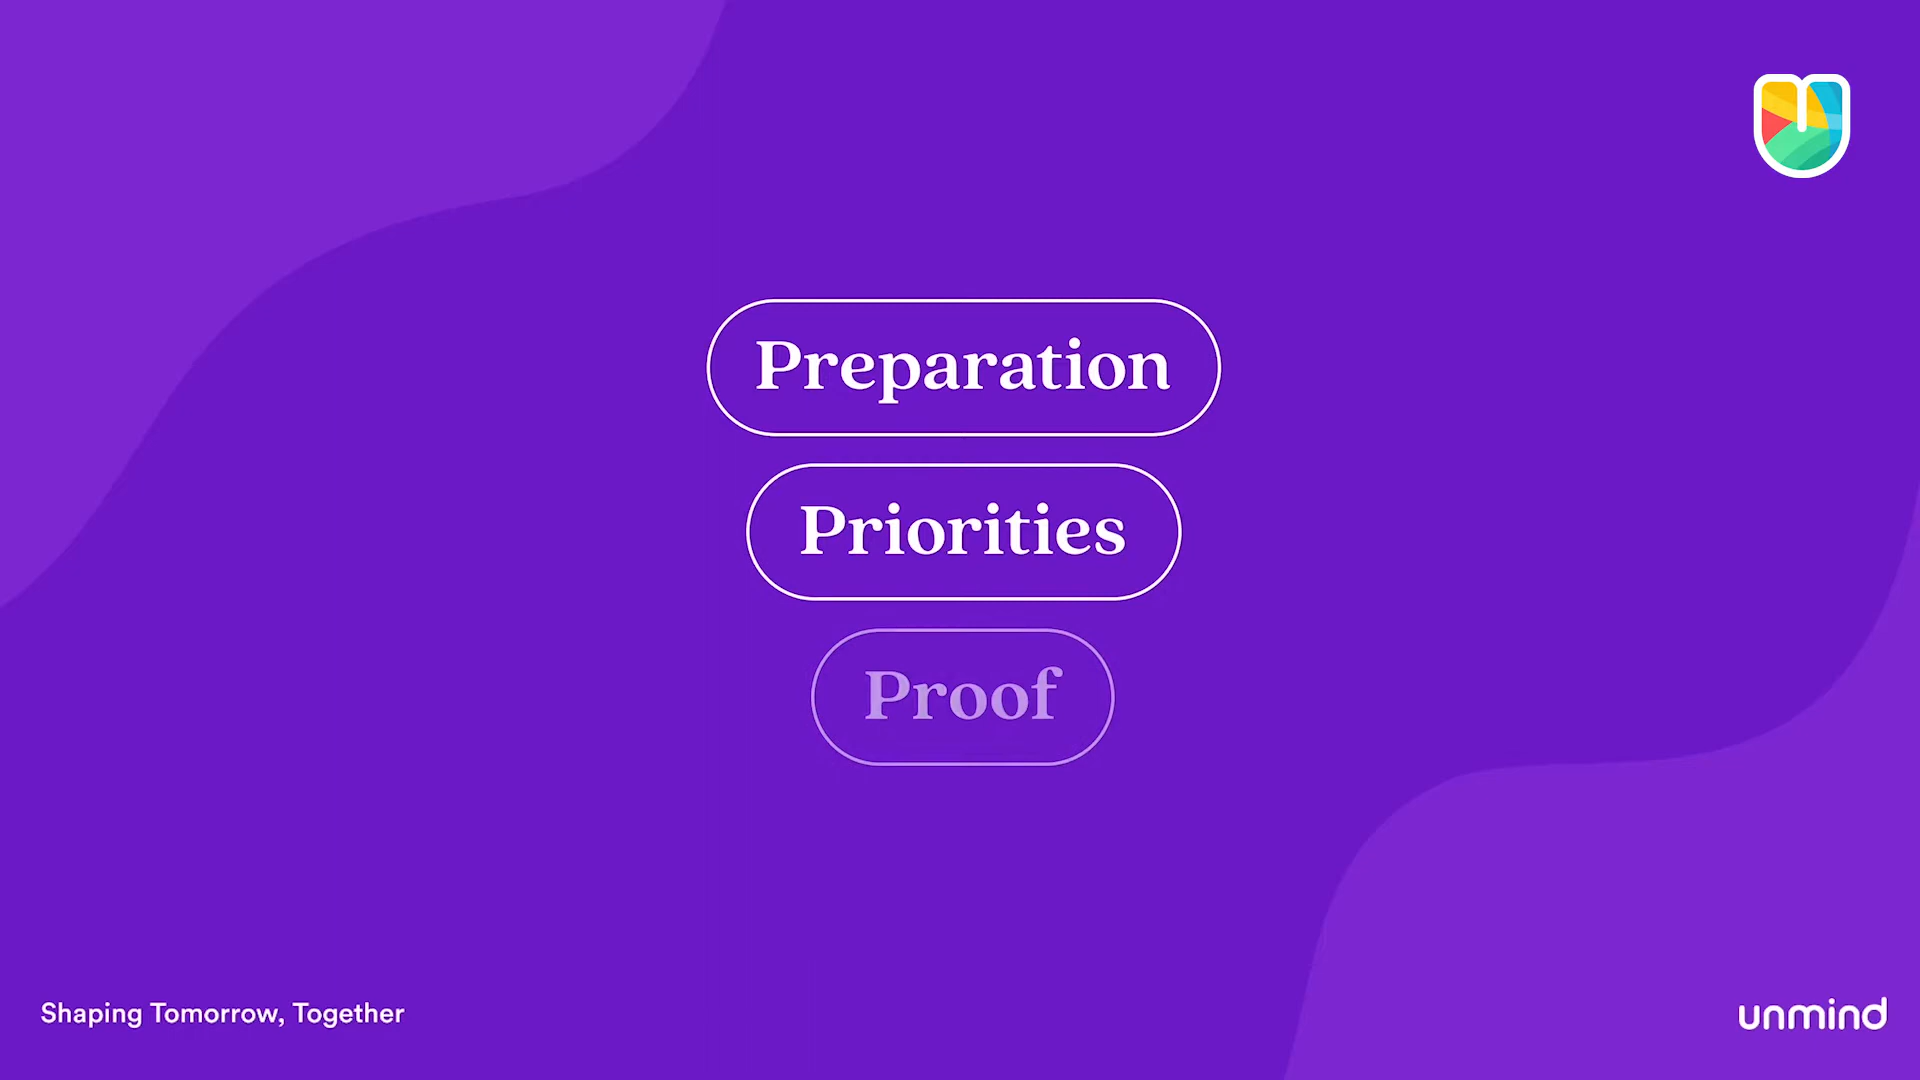 Preparation
Priorities
Proof
Shaping Tomorrow, Together
unmind